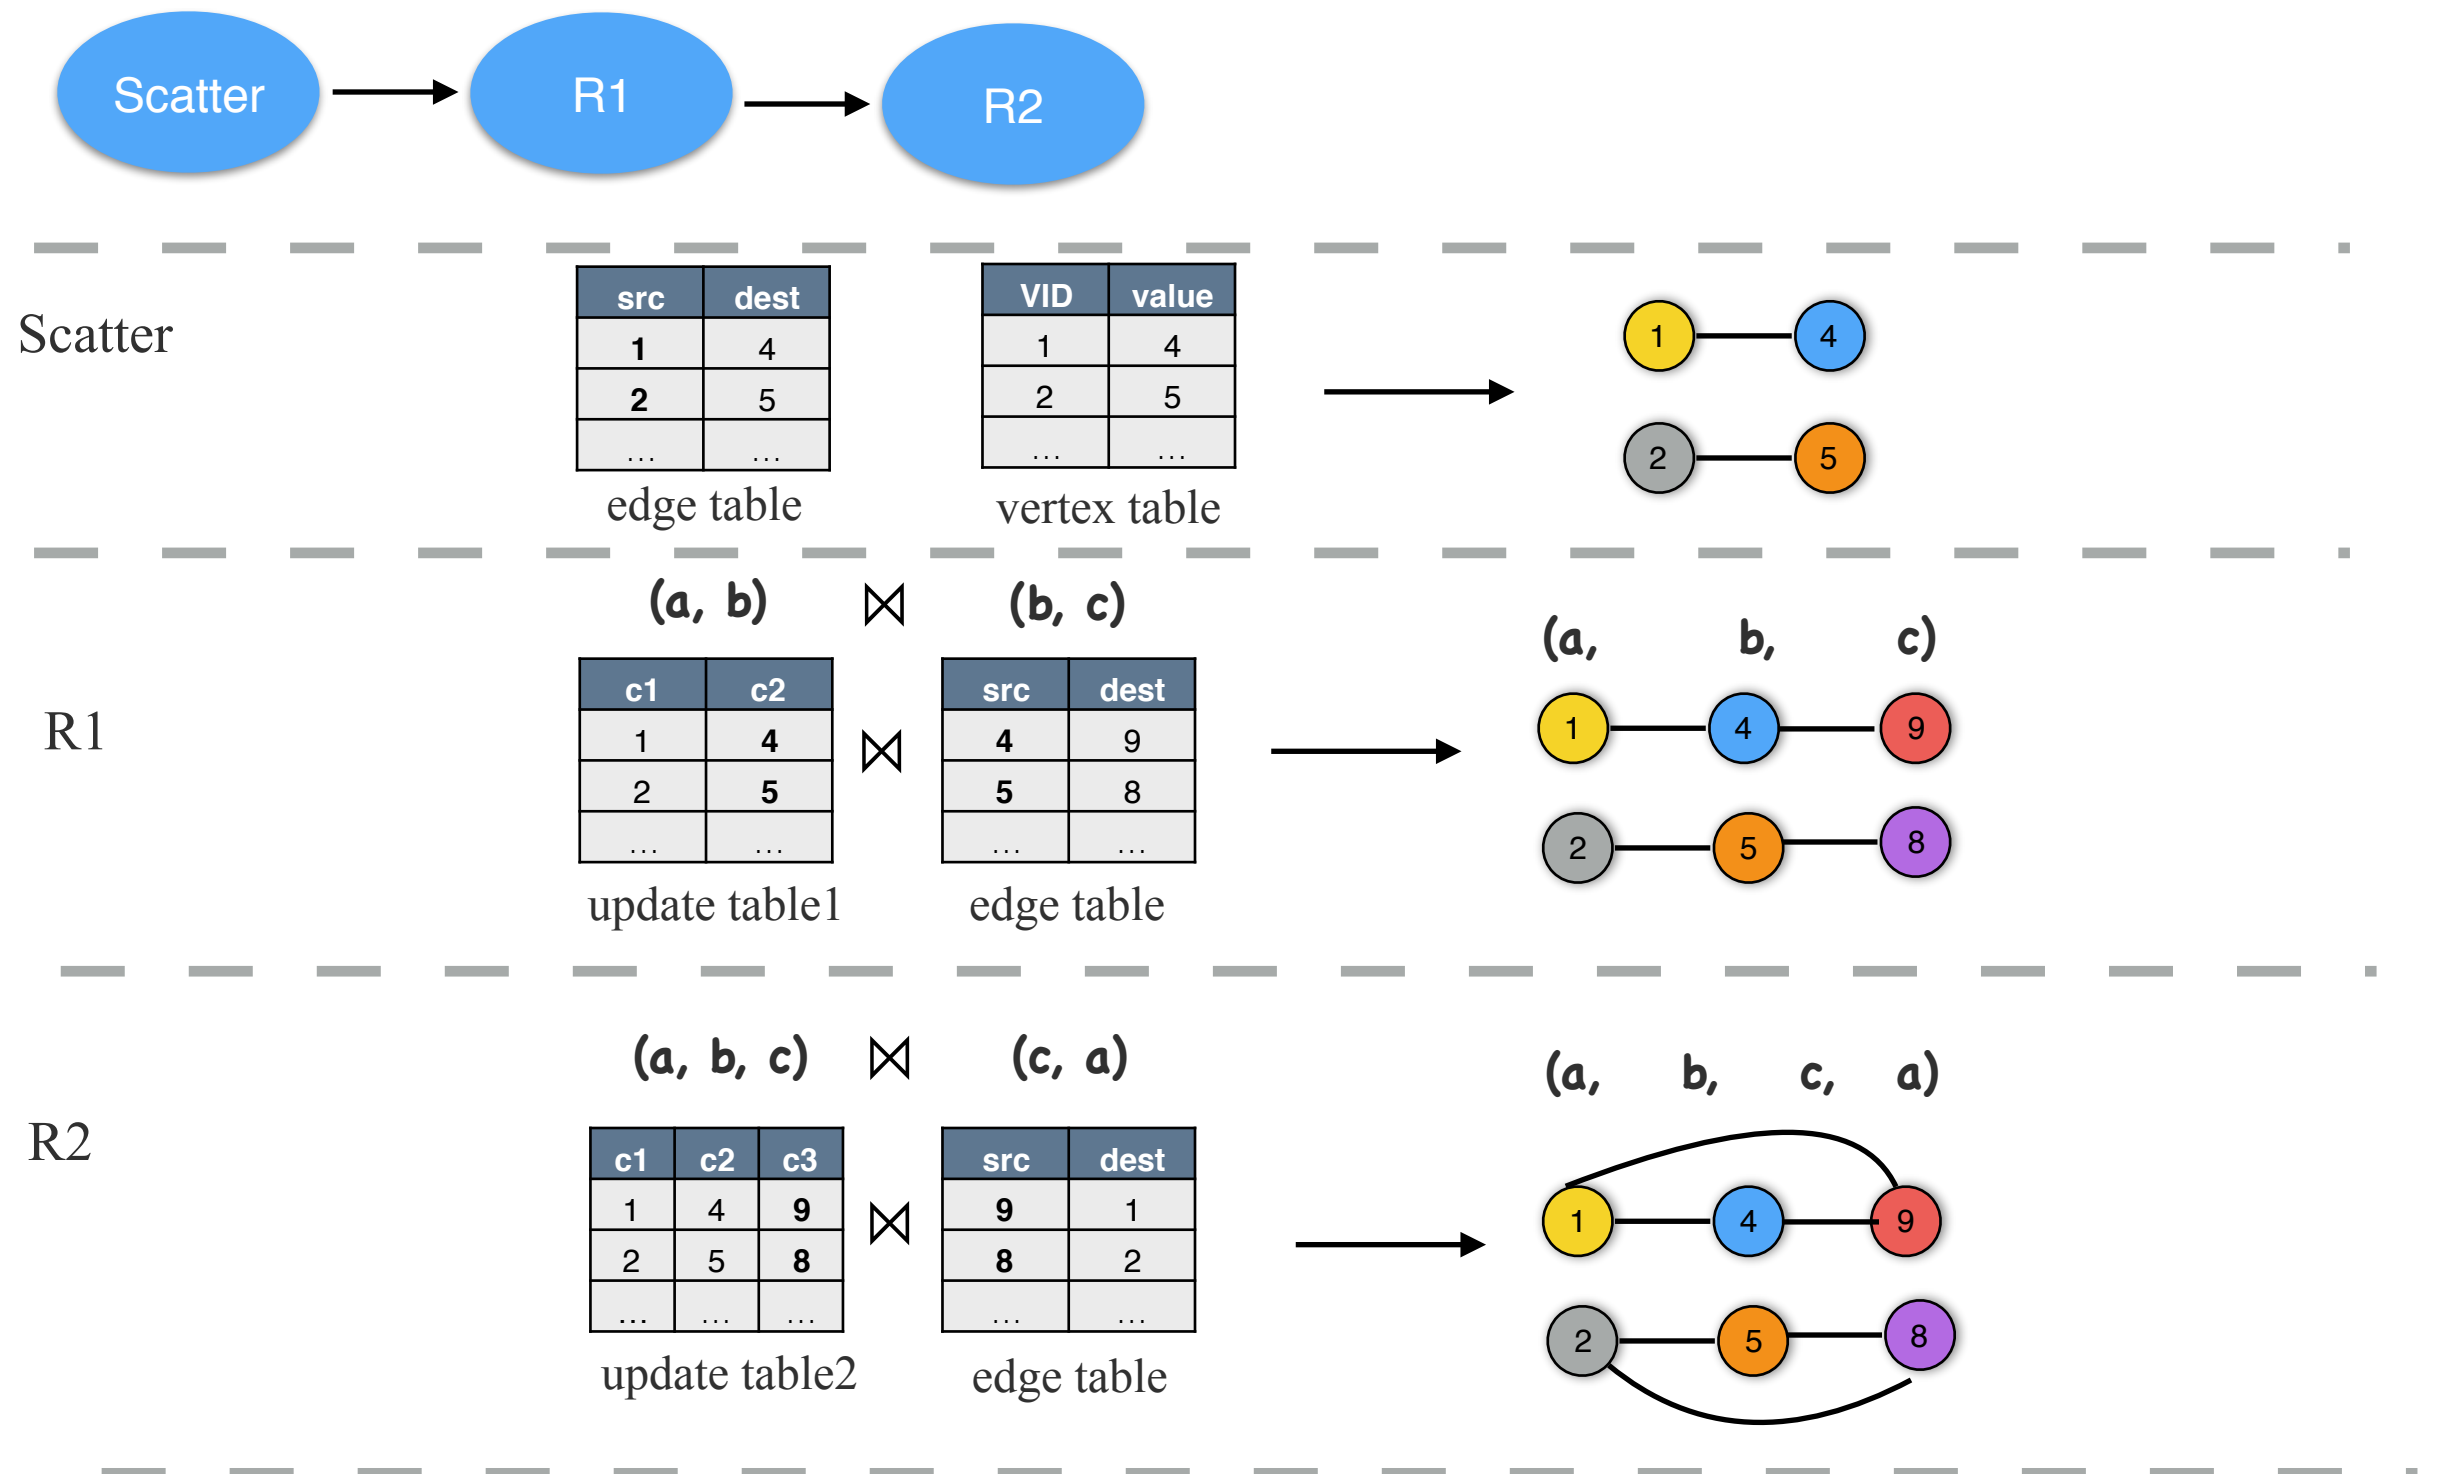 Scatter R1 R2
Scatter
src dest
1 4
2 5
... ...
edge table
VID value
1 4
2 5
... ...
vertex table
1 4
2 5
R1
(a, b) ⋈ (b, c)
c1 c2
1 4
2 5
... ...
update table1
⋈
src dest
4 9
5 8
... ...
edge table
(a, b, c)
1 4 9
2 5 8
R2
(a, b, c) ⋈ (c, a)
c1 c2 c3
1 4 9
2 5 8
... ... ...
update table2
⋈
src dest
9 1
8 2
... ...
edge table
(a, b, c, a)
1 4 9
2 5 8